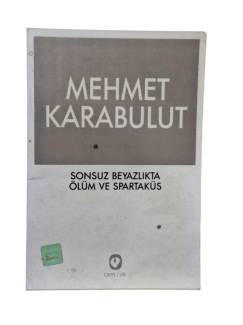 MEHMET
KARABULUT
SONSUZ BEYAZLIKTA
ÖLÜM VE SPARTAKÜS